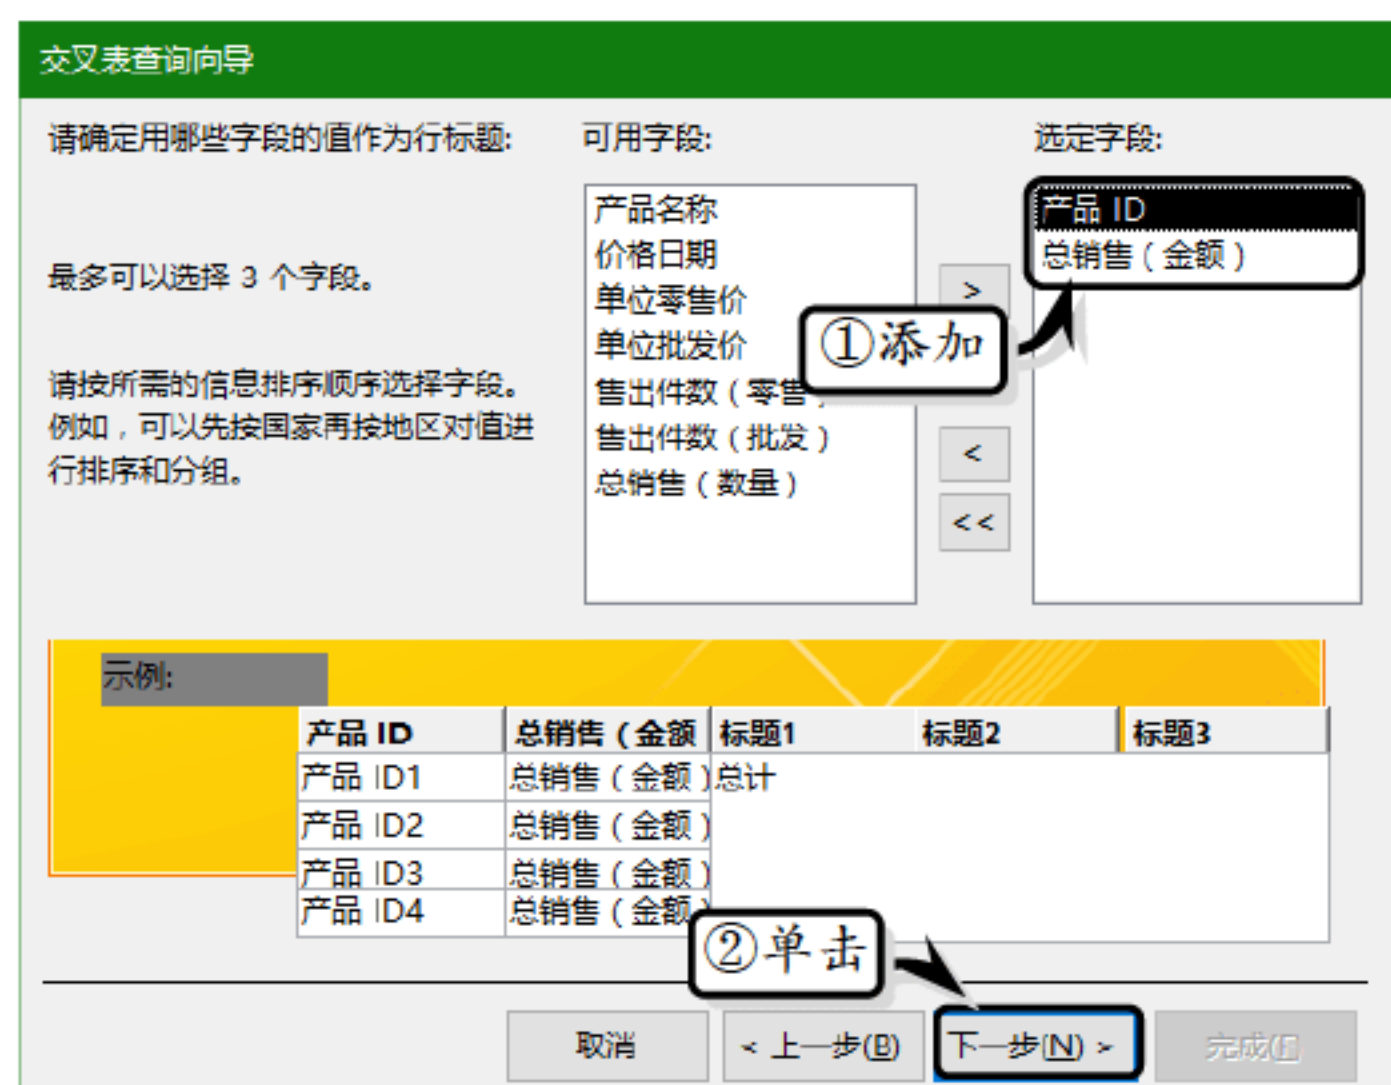 交叉表查询向导
请确定用哪些字段的值作为行标题:
可用字段:
选定字段:
最多可以选择 3 个字段。
请按所需的信息排序顺序选择字段。
例如，可以先按国家再按地区对值进
行排序和分组。
产品名称
价格日期
单位零售价
单位批发价
售出件数（零售
售出件数（批发）
总销售（数量）
>
<
<<
产品 ID
总销售（金额）
①添加
示例:
产品 ID 总销售（金额 标题1 标题2 标题3
产品 ID1 总销售（金额）总计
产品 ID2 总销售（金额）
产品 ID3 总销售（金额）
产品 ID4 总销售（金额）
②单击
取消 < 上一步(B) 下一步(N) > 完成(F